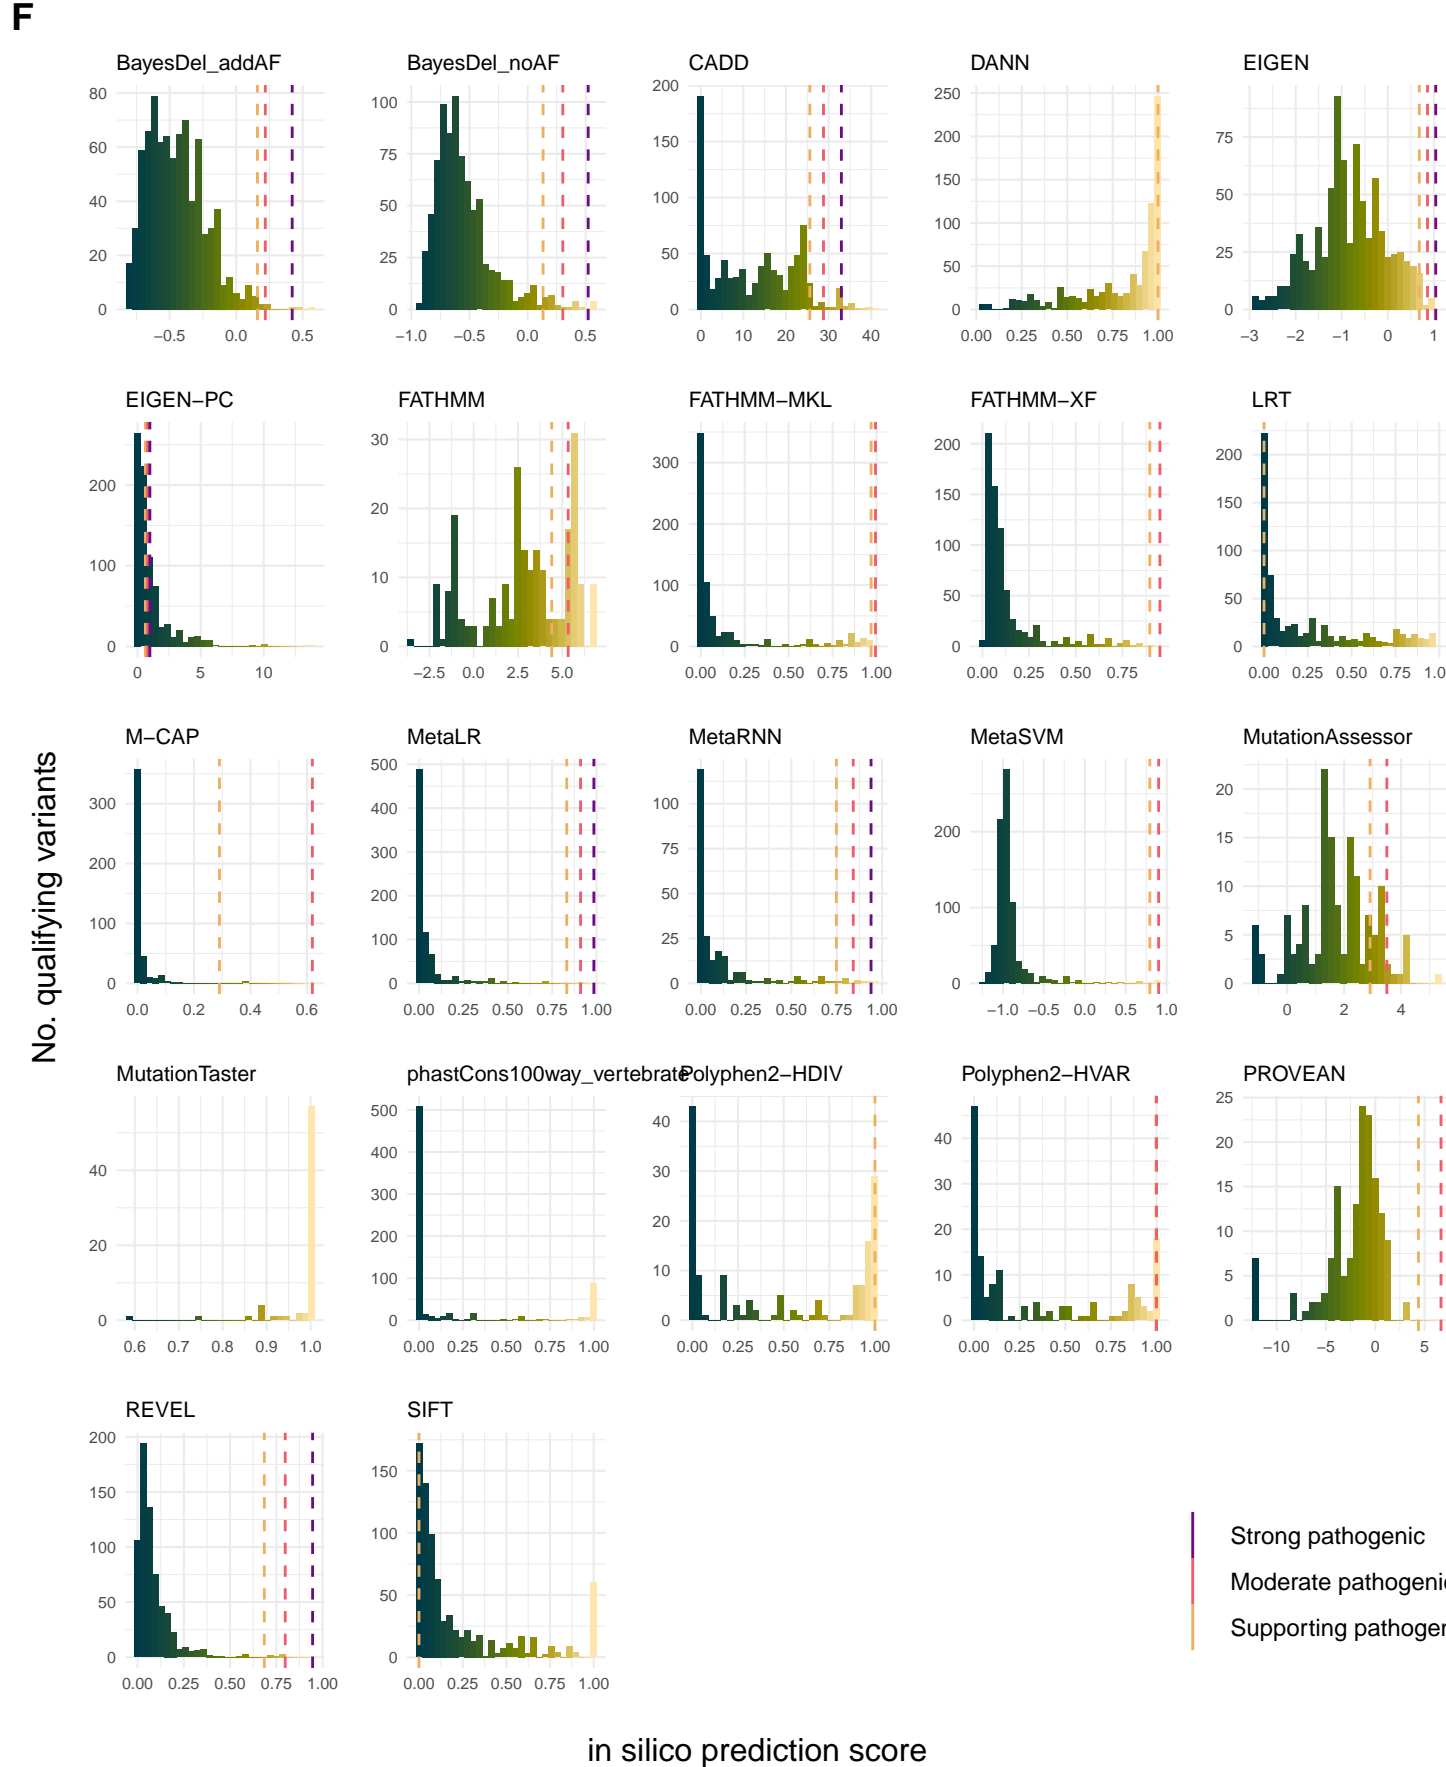 F
BayesDel_addAF
BayesDel_noAF
CADD
DANN
EIGEN
80
60
40
20
0
−0.5 0.0 0.5
100
75
50
25
0
−1.0 −0.5 0.0 0.5
200
150
100
50
0
0 10 20 30 40
250
200
150
100
50
0
0.00 0.25 0.50 0.75 1.00
75
50
25
0
−3 −2 −1 0 1
EIGEN−PC
FATHMM
FATHMM−MKL
FATHMM−XF
LRT
200
100
0
0 5 10
30
20
10
0
−2.5 0.0 2.5 5.0
300
200
100
0
0.00 0.25 0.50 0.75 1.00
200
150
100
50
0
0.00 0.25 0.50 0.75
200
150
100
50
0
0.00 0.25 0.50 0.75 1.0
M−CAP
MetaLR
MetaRNN
MetaSVM
MutationAssessor
300
200
100
0
0.0 0.2 0.4 0.6
500
400
300
200
100
0
0.00 0.25 0.50 0.75 1.00
100
75
50
25
0
0.00 0.25 0.50 0.75 1.00
200
100
0
−1.0 −0.5 0.0 0.5 1.0
20
15
10
5
0
0 2 4
MutationTaster
phastCons100way_vertebrate
Polyphen2−HDIV
Polyphen2−HVAR
PROVEAN
40
20
0
0.6 0.7 0.8 0.9 1.0
500
400
300
200
100
0
0.00 0.25 0.50 0.75 1.00
40
30
20
10
0
0.00 0.25 0.50 0.75 1.00
40
30
20
10
0
0.00 0.25 0.50 0.75 1.00
25
20
15
10
5
0
−10 −5 0 5
REVEL
SIFT
200
150
100
50
0
0.00 0.25 0.50 0.75 1.00
150
100
50
0
0.00 0.25 0.50 0.75 1.00
Strong pathogenic
Moderate pathogenic
Supporting pathogen
No. qualifying variants
in silico prediction score